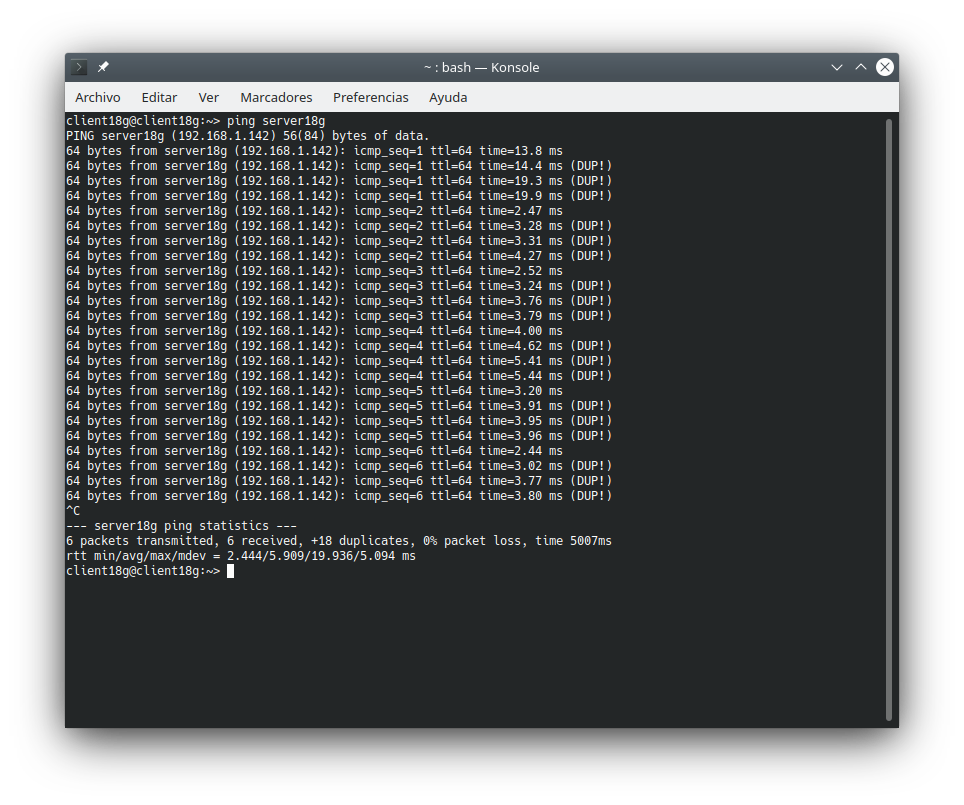 ~ : bash — Konsole
Archivo Editar Ver Marcadores Preferencias Ayuda
client18g@client18g:~> ping server18g
PING server18g (192.168.1.142) 56(84) bytes of data.
64 bytes from server18g (192.168.1.142): icmp_seq=1 ttl=64 time=13.8 ms
64 bytes from server18g (192.168.1.142): icmp_seq=1 ttl=64 time=14.4 ms (DUP!)
64 bytes from server18g (192.168.1.142): icmp_seq=1 ttl=64 time=19.3 ms (DUP!)
64 bytes from server18g (192.168.1.142): icmp_seq=1 ttl=64 time=19.9 ms (DUP!)
64 bytes from server18g (192.168.1.142): icmp_seq=2 ttl=64 time=2.47 ms
64 bytes from server18g (192.168.1.142): icmp_seq=2 ttl=64 time=3.28 ms (DUP!)
64 bytes from server18g (192.168.1.142): icmp_seq=2 ttl=64 time=3.31 ms (DUP!)
64 bytes from server18g (192.168.1.142): icmp_seq=2 ttl=64 time=4.27 ms (DUP!)
64 bytes from server18g (192.168.1.142): icmp_seq=3 ttl=64 time=2.52 ms
64 bytes from server18g (192.168.1.142): icmp_seq=3 ttl=64 time=3.24 ms (DUP!)
64 bytes from server18g (192.168.1.142): icmp_seq=3 ttl=64 time=3.76 ms (DUP!)
64 bytes from server18g (192.168.1.142): icmp_seq=3 ttl=64 time=3.79 ms (DUP!)
64 bytes from server18g (192.168.1.142): icmp_seq=4 ttl=64 time=4.00 ms
64 bytes from server18g (192.168.1.142): icmp_seq=4 ttl=64 time=4.62 ms (DUP!)
64 bytes from server18g (192.168.1.142): icmp_seq=4 ttl=64 time=5.41 ms (DUP!)
64 bytes from server18g (192.168.1.142): icmp_seq=4 ttl=64 time=5.44 ms (DUP!)
64 bytes from server18g (192.168.1.142): icmp_seq=5 ttl=64 time=3.20 ms
64 bytes from server18g (192.168.1.142): icmp_seq=5 ttl=64 time=3.91 ms (DUP!)
64 bytes from server18g (192.168.1.142): icmp_seq=5 ttl=64 time=3.95 ms (DUP!)
64 bytes from server18g (192.168.1.142): icmp_seq=5 ttl=64 time=3.96 ms (DUP!)
64 bytes from server18g (192.168.1.142): icmp_seq=6 ttl=64 time=2.44 ms
64 bytes from server18g (192.168.1.142): icmp_seq=6 ttl=64 time=3.02 ms (DUP!)
64 bytes from server18g (192.168.1.142): icmp_seq=6 ttl=64 time=3.77 ms (DUP!)
64 bytes from server18g (192.168.1.142): icmp_seq=6 ttl=64 time=3.80 ms (DUP!)
^C
--- server18g ping statistics ---
6 packets transmitted, 6 received, +18 duplicates, 0% packet loss, time 5007ms
rtt min/avg/max/mdev = 2.444/5.909/19.936/5.094 ms
client18g@client18g:~>